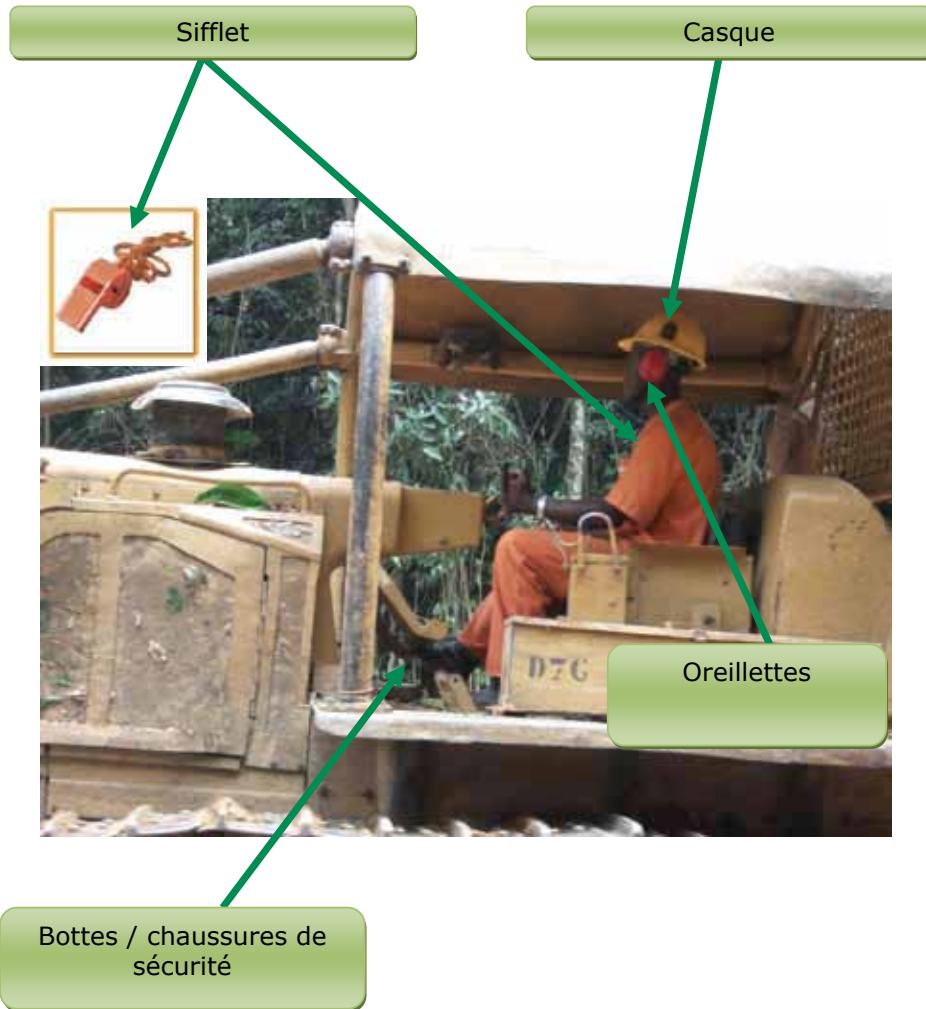 Sifflet
Casque
D7G
Oreillettes
Bottes / chaussures de
sécurité